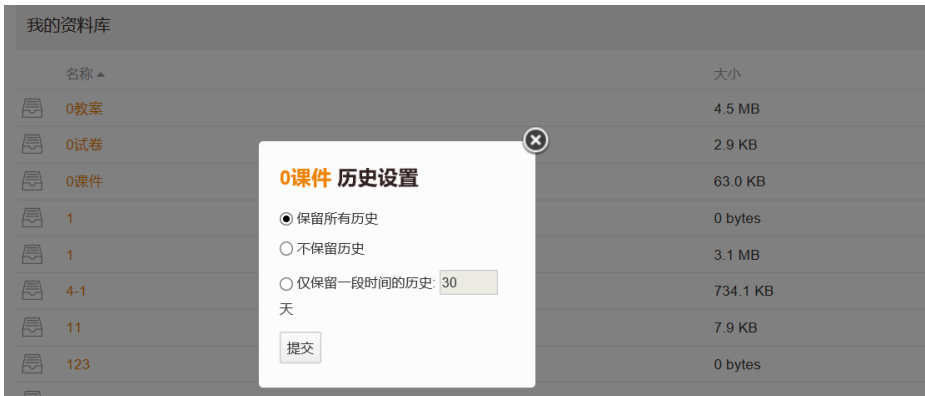 我的资料库
名称 大小
0教案 4.5 MB
0试卷 2.9 KB
0课件 63.0 KB
1 0 bytes
1 3.1 MB
4-1 734.1 KB
11 7.9 KB
123 0 bytes
0课件 历史设置
保留所有历史
不保留历史
仅保留一段时间的历史: 30
天
提交